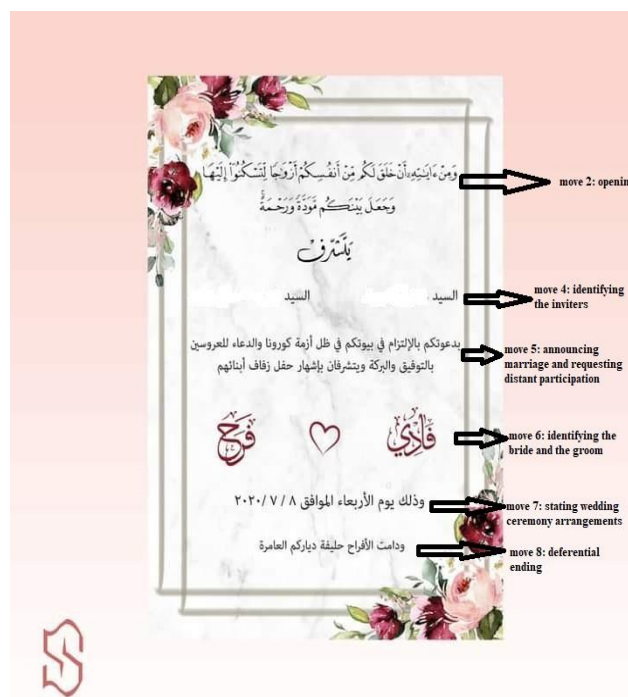 وَمِنْ ءَايَـٰتِهِۦٓ أَنْ خَلَقَ لَكُم مِّنْ أَنفُسِكُمْ أَزْوَٰجًا لِّتَسْكُنُوٓا۟ إِلَيْهَا
move 2: openin
وَجَعَلَ بَيْنَكُم مَّوَدَّةً وَرَحْمَةً ۚ
يتشرف
السيد السيد
move 4: identifying
the inviters
بدعوتكم بالإلتزام في بيوتكم في ظل أزمة كورونا والدعاء للعروسين
بالتوفيق والبركة ويتشرفان بإشهار حفل زفاف أبنائهم
move 5: announcing
marriage and requesting
distant participation
فَادِي فَرَح
move 6: identifying the
bride and the groom
وذلك يوم الأربعاء الموافق ٨ / ٧ /٢٠٢٠
move 7: stating wedding
ceremony arrangements
ودامت الأفراح حليفة دياركم العامرة
move 8: deferential
ending
S